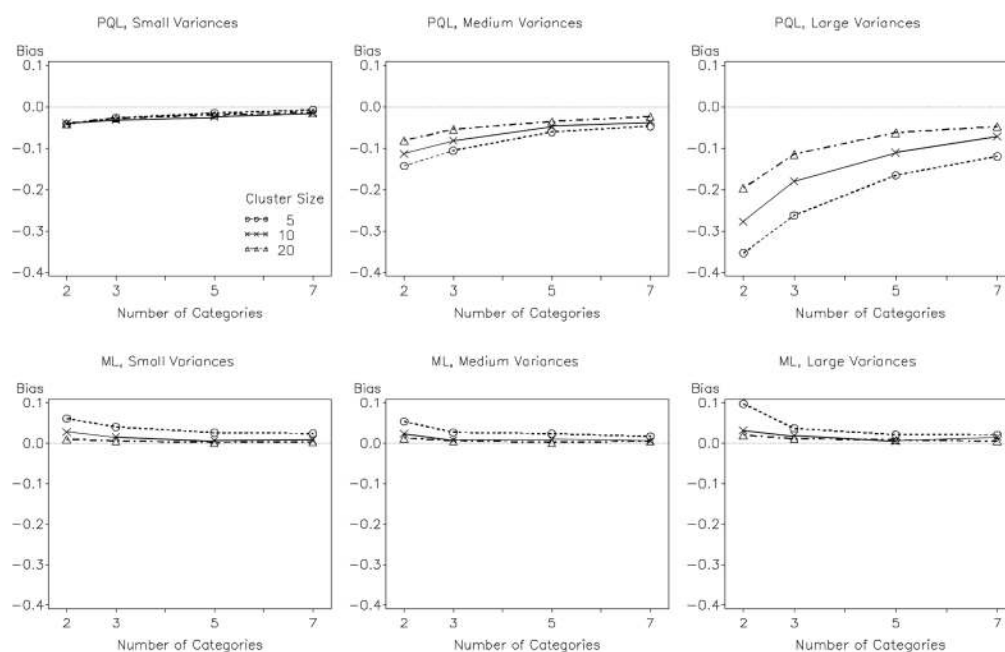 PQL, Small Variances
Bias
0.1
0.0
−0.1
−0.2
−0.3
−0.4
Cluster Size
5
10
20
2 3 5 7
Number of Categories
PQL, Medium Variances
Bias
0.1
0.0
−0.1
−0.2
−0.3
−0.4
2 3 5 7
Number of Categories
PQL, Large Variances
Bias
0.1
0.0
−0.1
−0.2
−0.3
−0.4
2 3 5 7
Number of Categories
ML, Small Variances
Bias
0.1
0.0
−0.1
−0.2
−0.3
−0.4
2 3 5 7
Number of Categories
ML, Medium Variances
Bias
0.1
0.0
−0.1
−0.2
−0.3
−0.4
2 3 5 7
Number of Categories
ML, Large Variances
Bias
0.1
0.0
−0.1
−0.2
−0.3
−0.4
2 3 5 7
Number of Categories